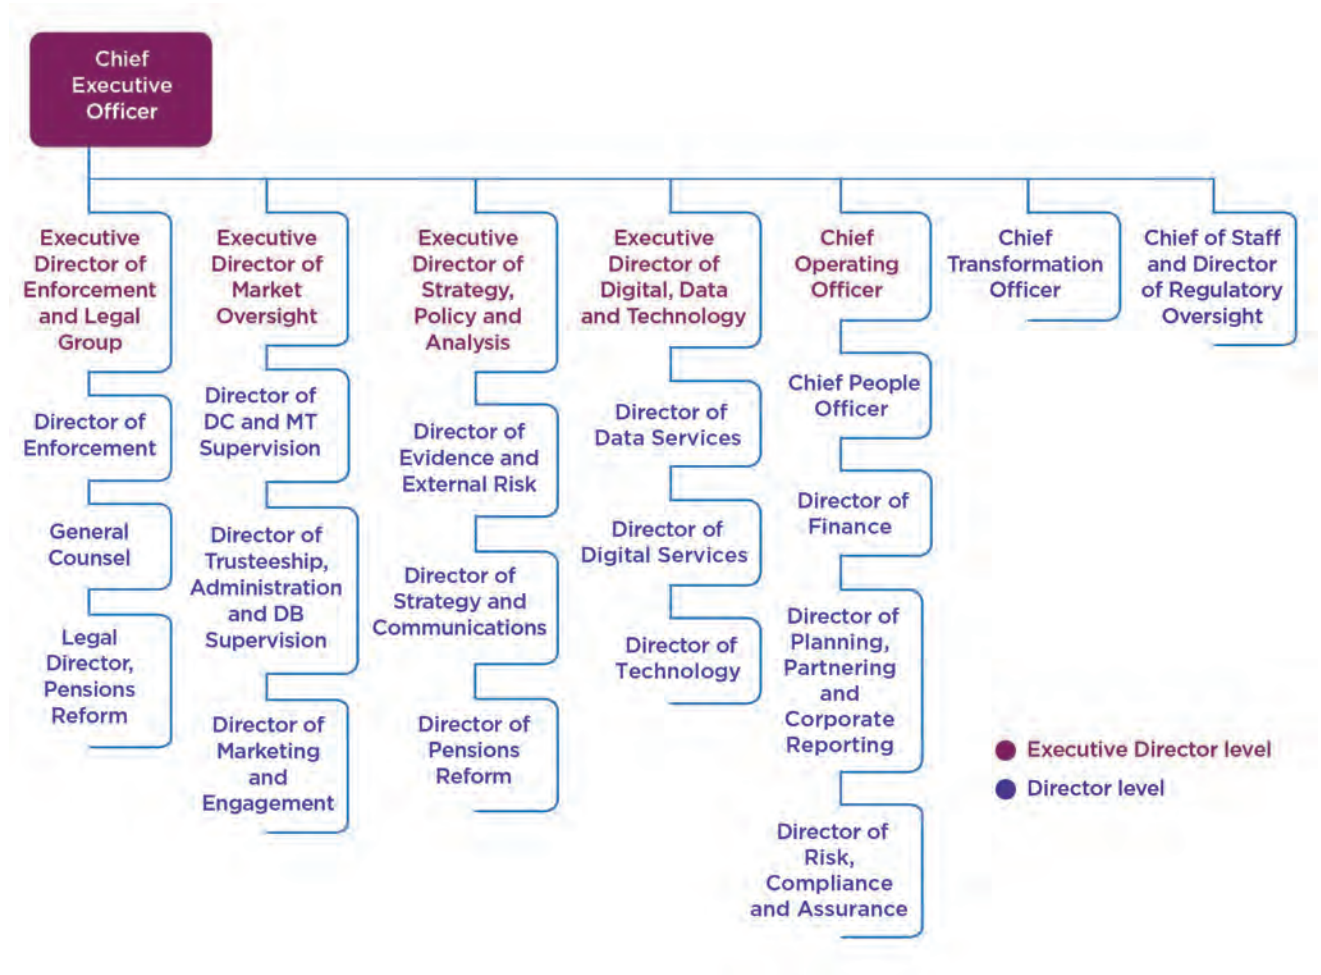 Chief
Executive
Officer
Executive
Director of
Enforcement
and Legal
Group
Director of
Enforcement
General
Counsel
Legal
Director,
Pensions
Reform
Executive
Director of
Market
Oversight
Director of
DC and MT
Supervision
Director of
Trusteeship,
Administration
and DB
Supervision
Director of
Marketing
and
Engagement
Executive
Director of
Strategy,
Policy and
Analysis
Director of
Evidence and
External Risk
Director of
Strategy and
Communications
Director of
Pensions
Reform
Executive
Director of
Digital, Data
and Technology
Director of
Data Services
Director of
Digital Services
Director of
Technology
Chief
Operating
Officer
Chief People
Officer
Director of
Finance
Director of
Planning,
Partnering
and
Corporate
Reporting
Director of
Risk,
Compliance
and Assurance
Chief
Transformation
Officer
Chief of Staff
and Director
of Regulatory
Oversight
Executive Director level
Director level